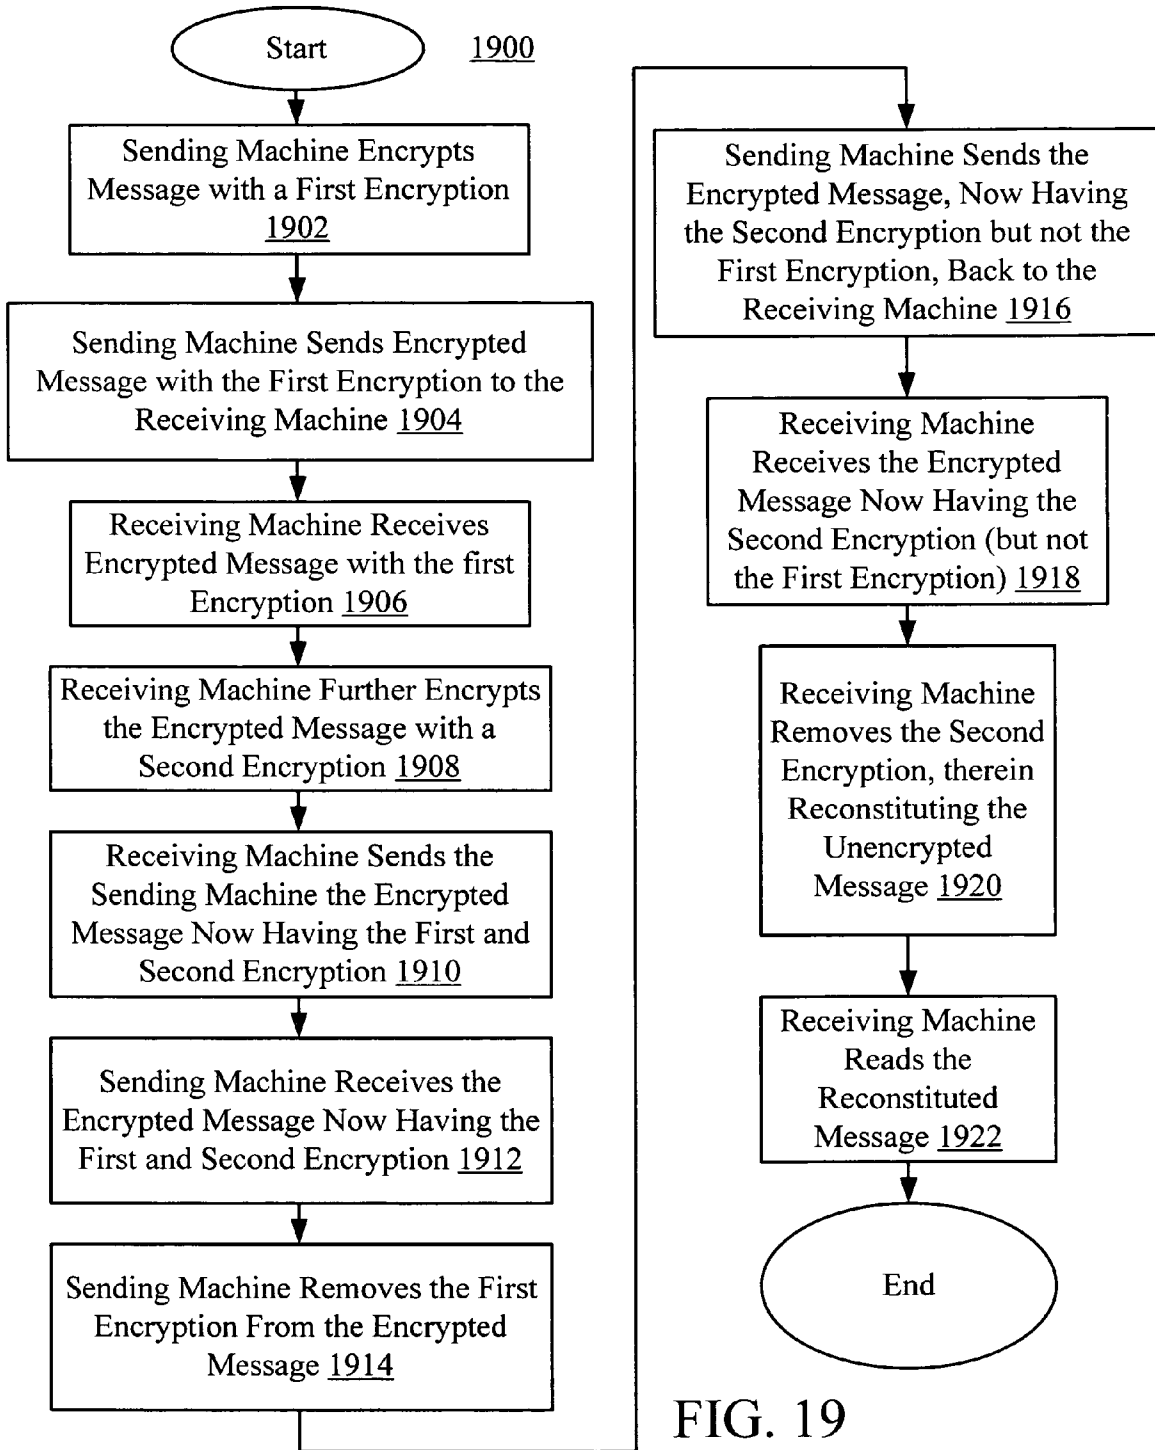 Start
1900
Sending Machine Encrypts
Message with a First Encryption
1902
Sending Machine Sends Encrypted
Message with the First Encryption to the
Receiving Machine 1904
Receiving Machine Receives
Encrypted Message with the first
Encryption 1906
Receiving Machine Further Encrypts
the Encrypted Message with a
Second Encryption 1908
Receiving Machine Sends the
Sending Machine the Encrypted
Message Now Having the First and
Second Encryption 1910
Sending Machine Receives the
Encrypted Message Now Having the
First and Second Encryption 1912
Sending Machine Removes the First
Encryption From the Encrypted
Message 1914
Sending Machine Sends the
Encrypted Message, Now Having
the Second Encryption but not the
First Encryption, Back to the
Receiving Machine 1916
Receiving Machine
Receives the Encrypted
Message Now Having the
Second Encryption (but not
the First Encryption) 1918
Receiving Machine
Removes the Second
Encryption, therein
Reconstituting the
Unencrypted
Message 1920
Receiving Machine
Reads the
Reconstituted
Message 1922
End
FIG. 19